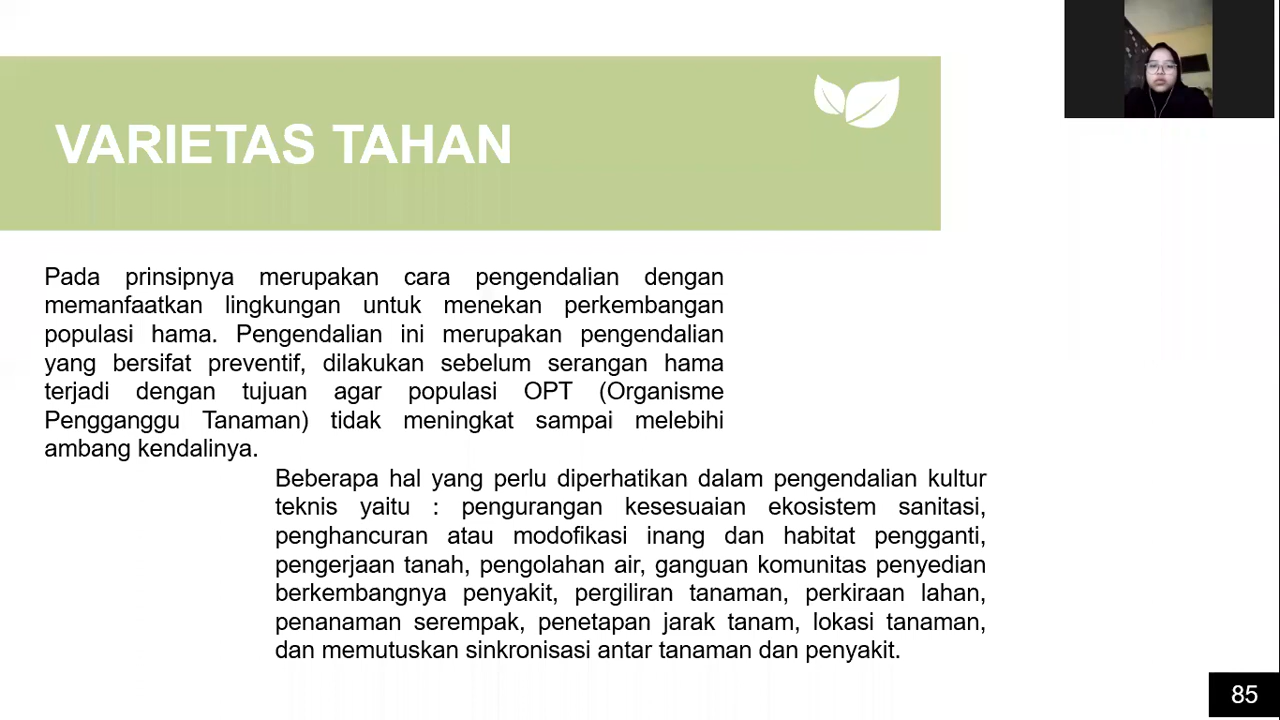 VARIETAS TAHAN
Pada prinsipnya merupakan cara pengendalian dengan
memanfaatkan lingkungan untuk menekan perkembangan
populasi hama. Pengendalian ini merupakan pengendalian
yang bersifat preventif, dilakukan sebelum serangan hama
terjadi dengan tujuan agar populasi OPT (Organisme
Pengganggu Tanaman) tidak meningkat sampai melebihi
ambang kendalinya.
Beberapa hal yang perlu diperhatikan dalam pengendalian kultur
teknis yaitu : pengurangan kesesuaian ekosistem sanitasi,
penghancuran atau modofikasi inang dan habitat pengganti,
pengerjaan tanah, pengolahan air, ganguan komunitas penyedian
berkembangnya penyakit, pergiliran tanaman, perkiraan lahan,
penanaman serempak, penetapan jarak tanam, lokasi tanaman,
dan memutuskan sinkronisasi antar tanaman dan penyakit.
85